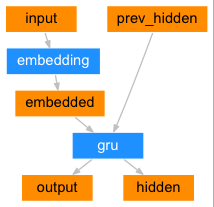 input prev_hidden
embedding
embedded
gru
output hidden